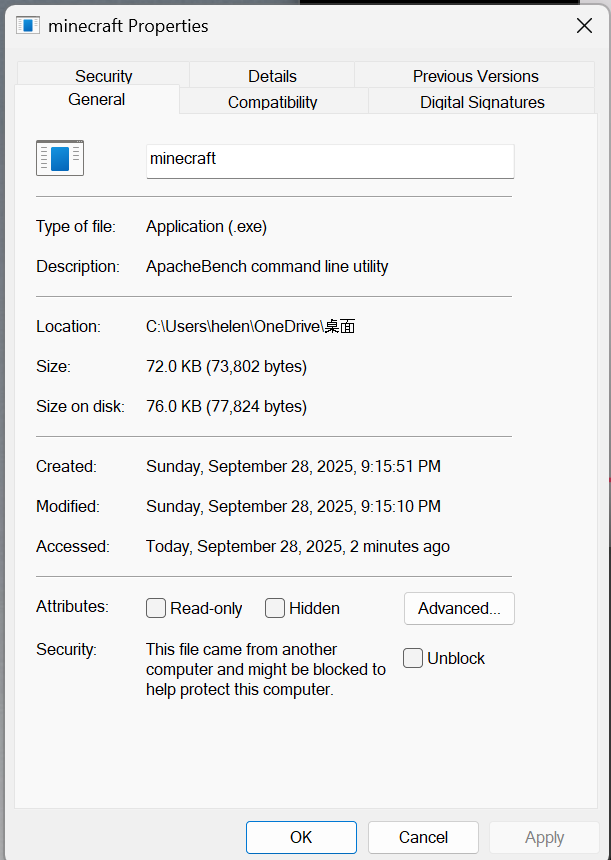 minecraft Properties
Security
Details
Previous Versions
General
Compatibility
Digital Signatures
minecraft
Type of file: Application (.exe)
Description: ApacheBench command line utility
Location: C:\Users\helen\OneDrive\桌面
Size: 72.0 KB (73,802 bytes)
Size on disk: 76.0 KB (77,824 bytes)
Created: Sunday, September 28, 2025, 9:15:51 PM
Modified: Sunday, September 28, 2025, 9:15:10 PM
Accessed: Today, September 28, 2025, 2 minutes ago
Attributes: Read-only Hidden Advanced...
Security: This file came from another
computer and might be blocked to
help protect this computer.
Unblock
OK Cancel Apply